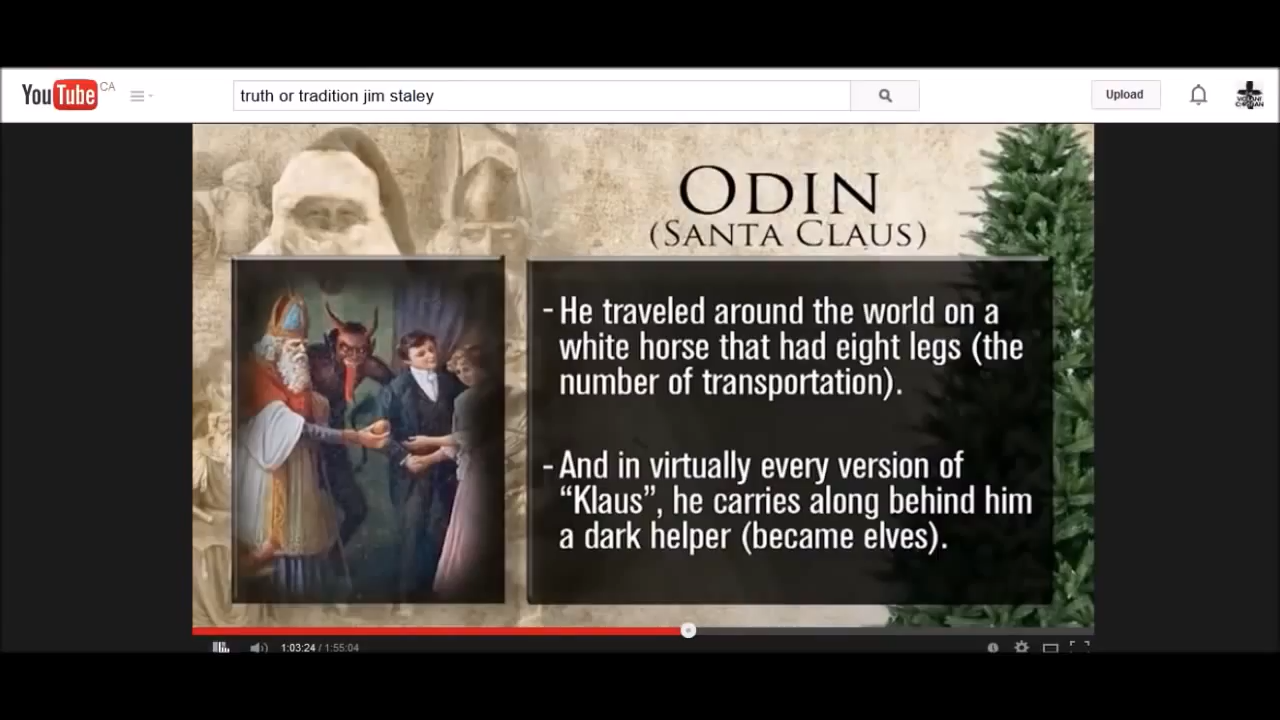 YouTube CA
truth or tradition jim staley
Upload
ODIN
(SANTA CLAUS)
- He traveled around the world on a
white horse that had eight legs (the
number of transportation).
- And in virtually every version of
“Klaus”, he carries along behind him
a dark helper (became elves).
1:03:24 / 1:55:04